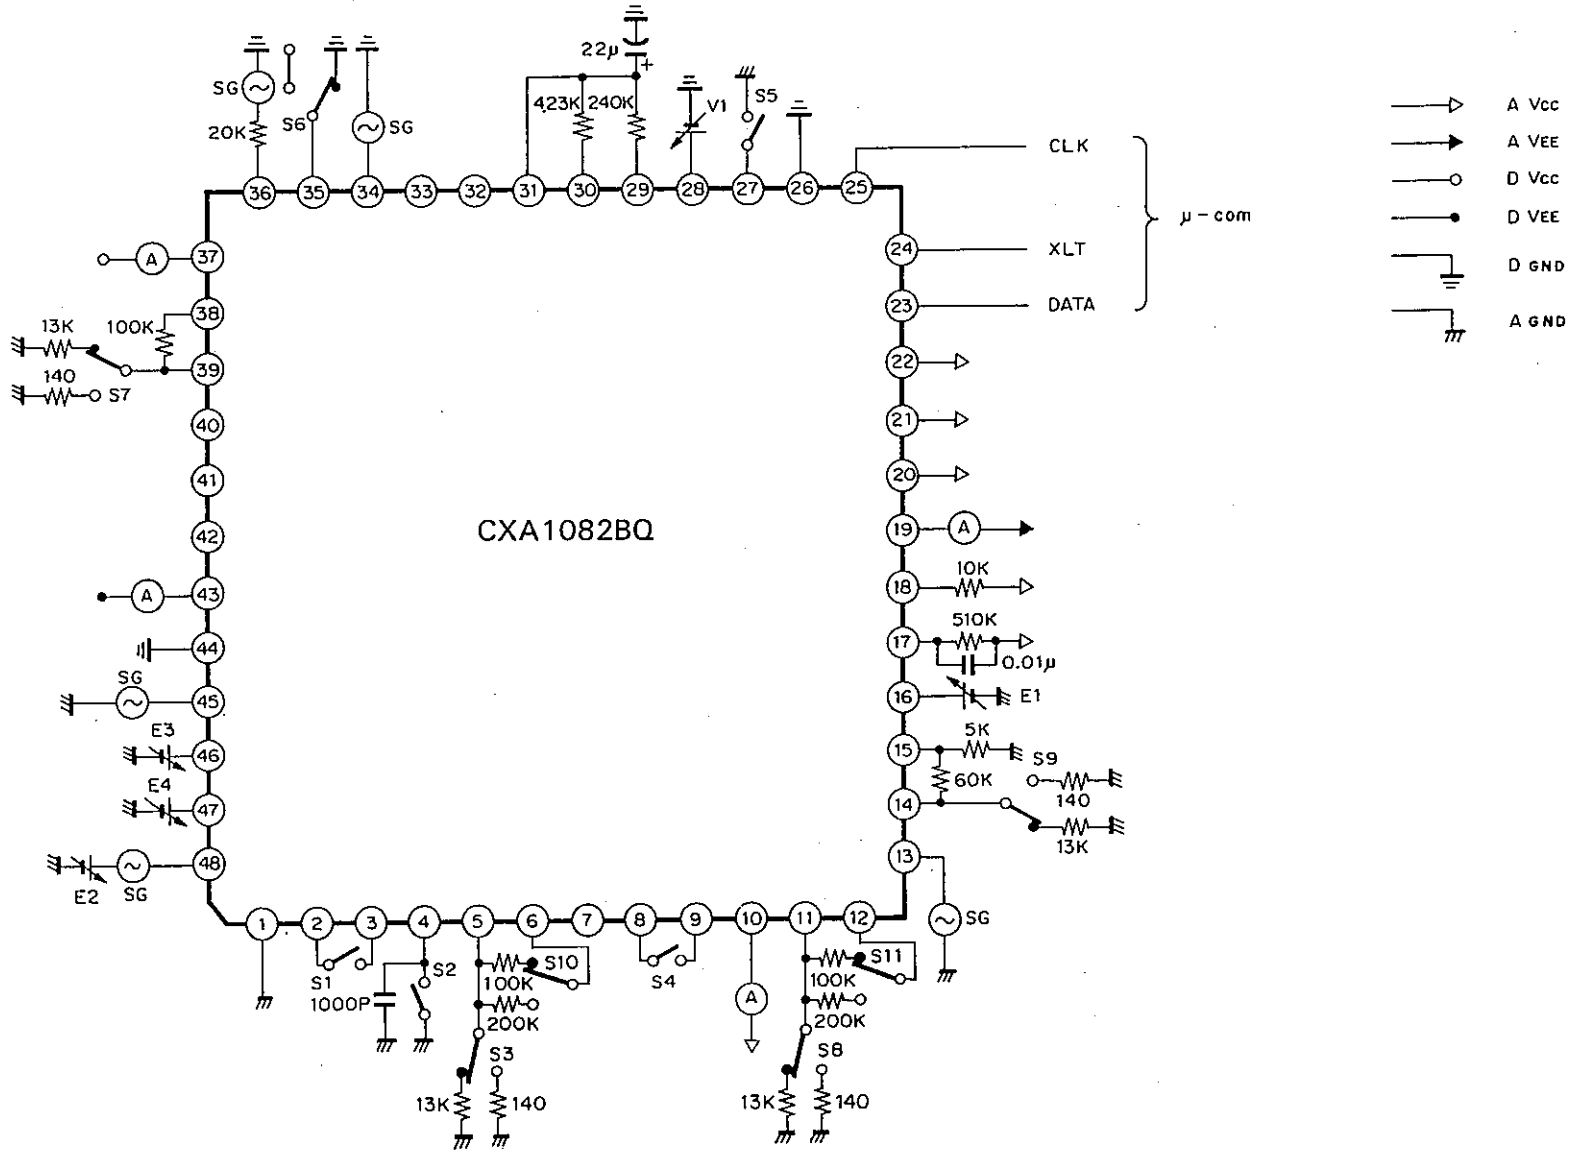 22μ
SG
S6
20K
SG
423K
240K
V1
S5
CLK
XLT
DATA
μ-com
A VCC
A VEE
D VCC
D VEE
D GND
A GND
36
35
34
33
32
31
30
29
28
27
26
25
37
A
38
13K
100K
39
140
S7
40
41
42
CXA1082BQ
43
A
44
SG
45
E3
46
E4
47
48
E2
SG
24
23
22
21
20
19
A
18
10K
17
510K
0.01μ
16
E1
15
5K
60K
S9
14
140
13K
13
SG
1
2
3
4
5
6
7
8
9
10
11
12
S1
1000P
S2
100K
S10
200K
S3
13K
140
S4
A
100K
S11
200K
S8
13K
140
+